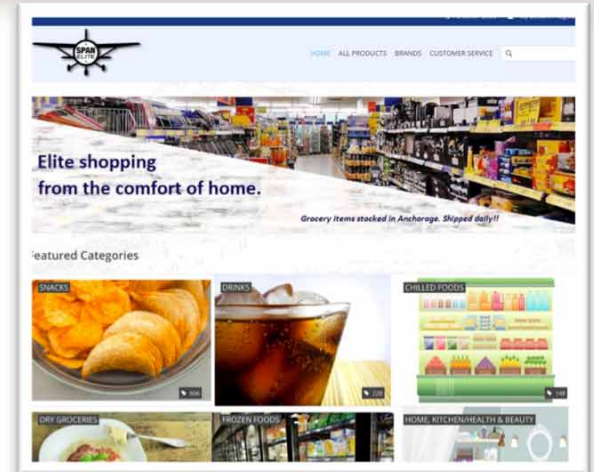 SPAN
ELITE
HOME ALL PRODUCTS BRANDS CUSTOMER SERVICE
Elite shopping
from the comfort of home.
Grocery items stocked in Anchorage. Shipped daily!!
Featured Categories
SNACKS DRINKS CHILLED FOODS
DRY GROCERIES FROZEN FOODS HOME, KITCHEN/HEALTH & BEAUTY